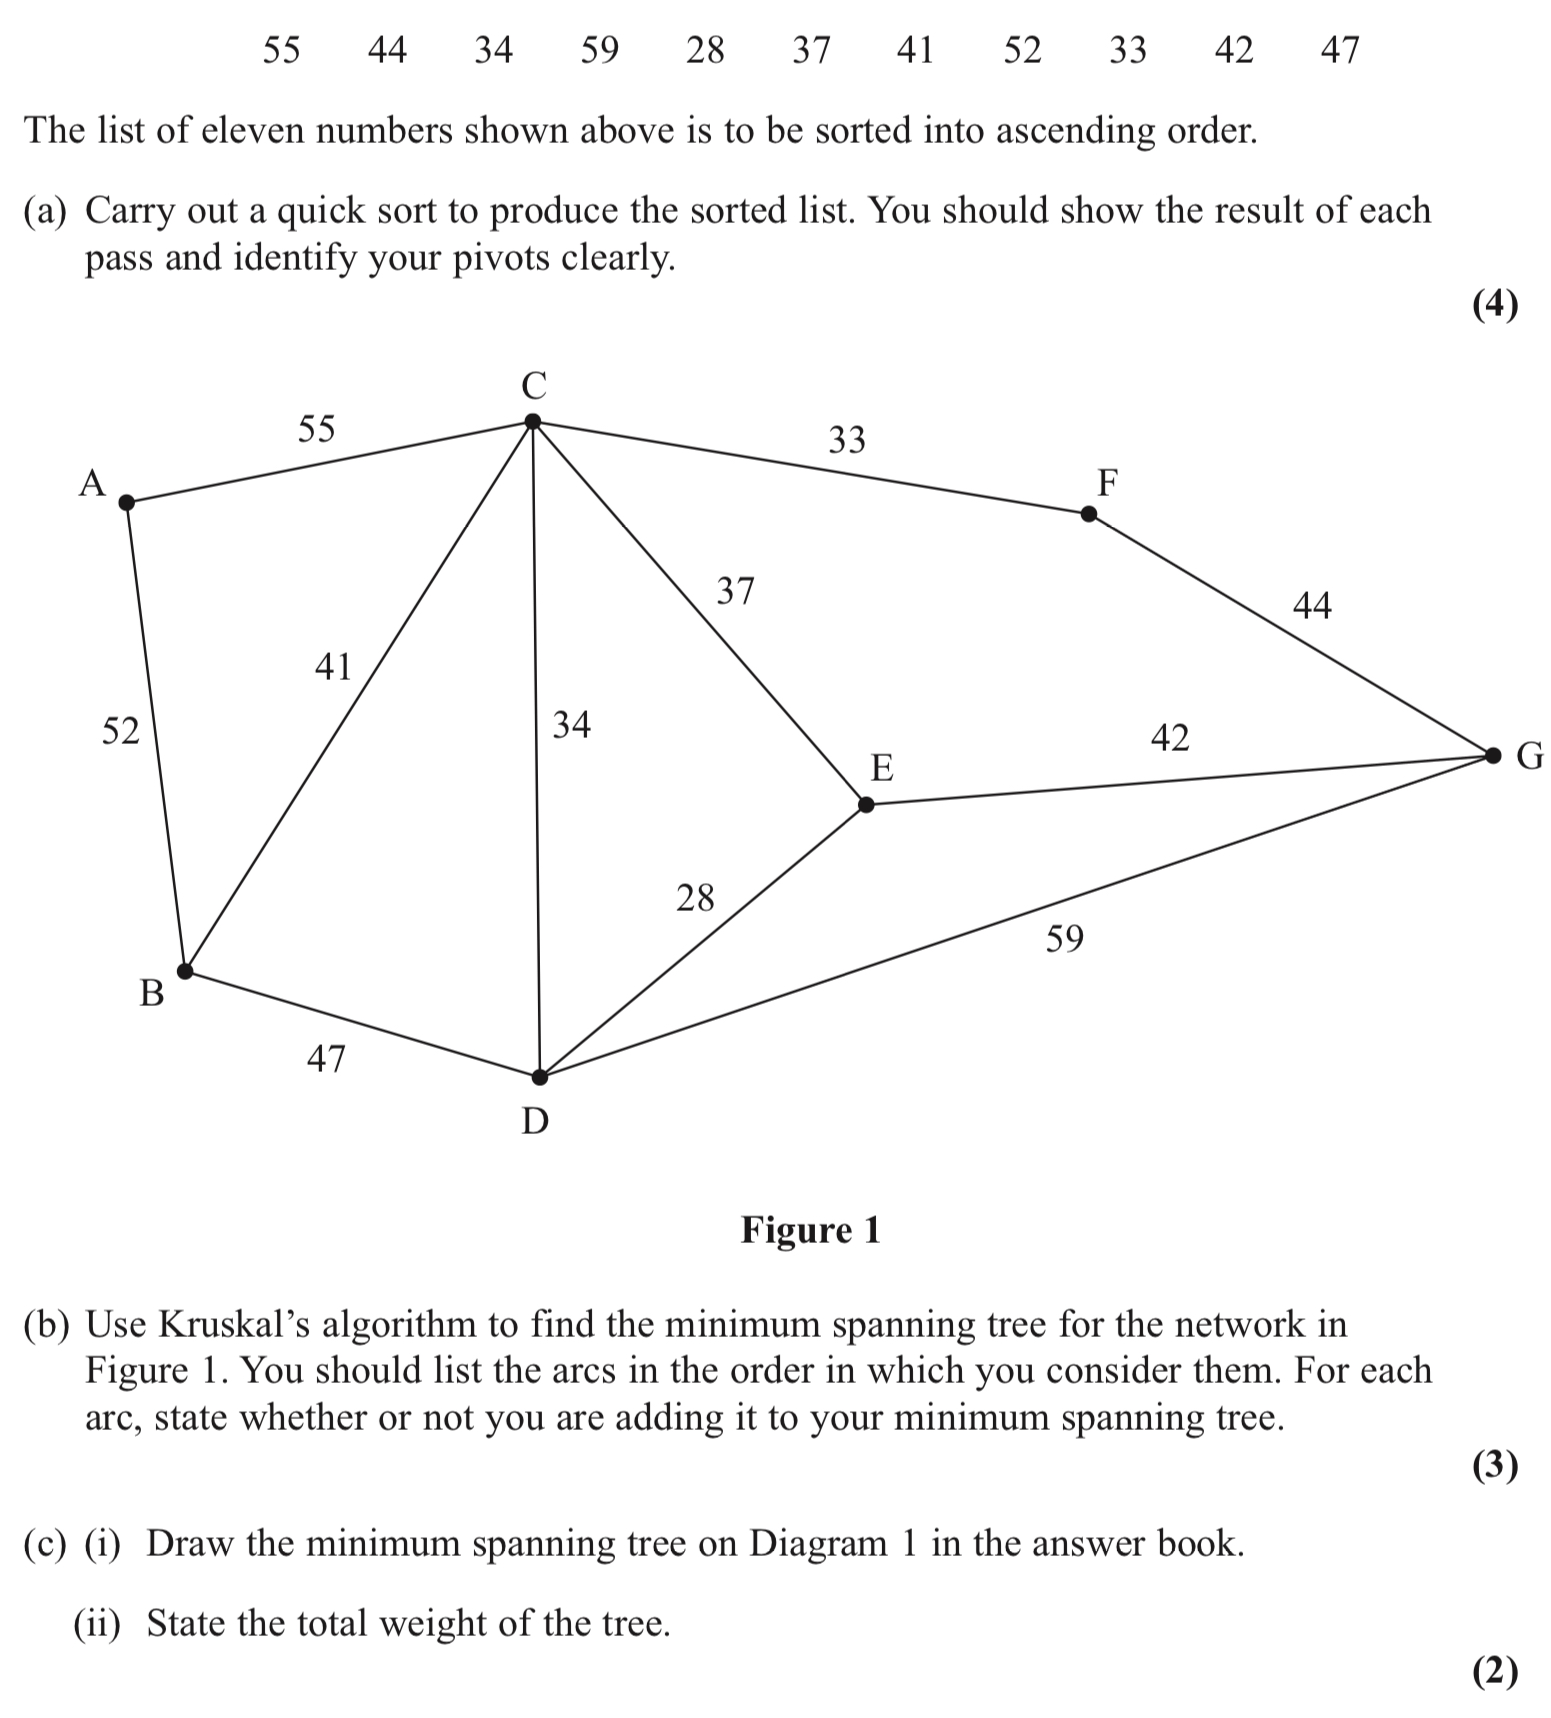 55 44 34 59 28 37 41 52 33 42 47
The list of eleven numbers shown above is to be sorted into ascending order.
(a) Carry out a quick sort to produce the sorted list. You should show the result of each
pass and identify your pivots clearly.
(4)
C
55
33
A
F
37
44
41
52
34
42
E
G
28
59
B
47
D
Figure 1
(b) Use Kruskal’s algorithm to find the minimum spanning tree for the network in
Figure 1. You should list the arcs in the order in which you consider them. For each
arc, state whether or not you are adding it to your minimum spanning tree.
(3)
(c) (i) Draw the minimum spanning tree on Diagram 1 in the answer book.
(ii) State the total weight of the tree.
(2)